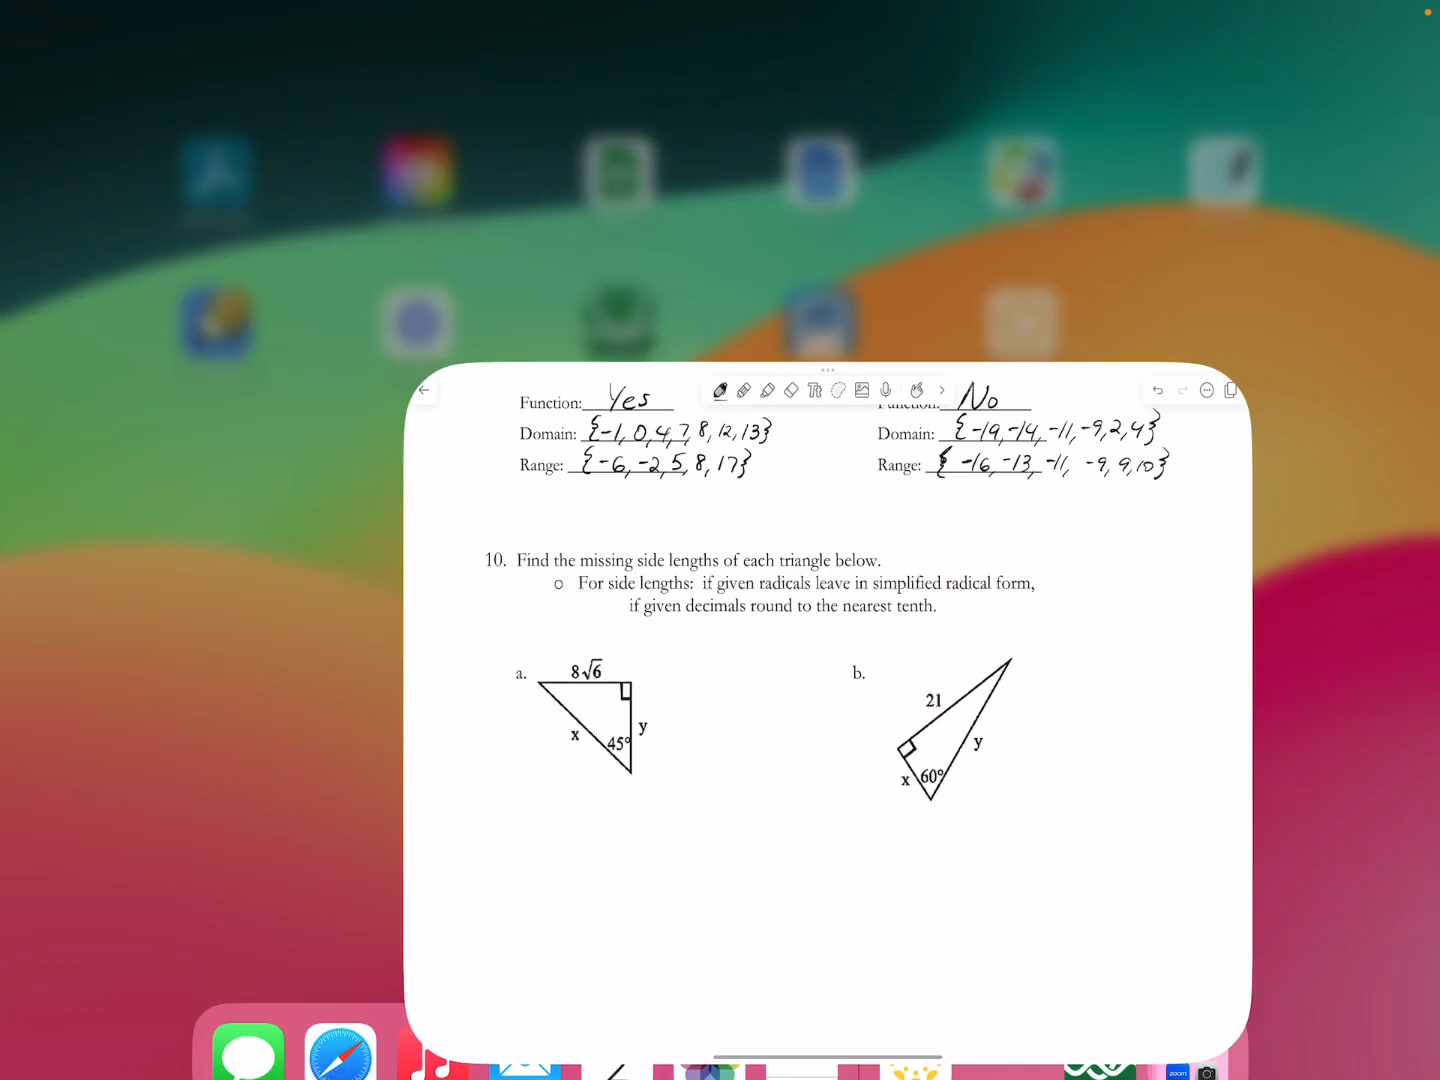 Function: Yes
No
Domain: {-1, 0, 4, 7, 8, 12, 13}
Domain: {-19, -14, -11, -9, 2, 4}
Range: {-6, -2, 5, 8, 17}
Range: { -16, -13, -11, -9, 9, 10}
10. Find the missing side lengths of each triangle below.
o For side lengths: if given radicals leave in simplified radical form,
if given decimals round to the nearest tenth.
a.
8√6
x
y
45°
b.
21
y
x
60°
Tt
zoom